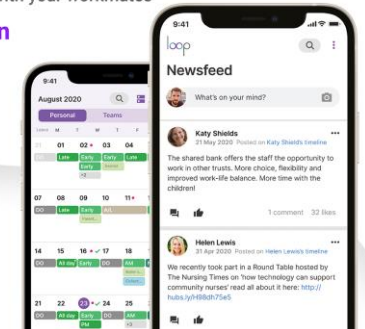 with your workmates
n
9:41
August 2020
Personal
Teams
M
T
W
T
F
01
02
03
04
Late
Early
Early
Early
Early
+2
07
08
09
10
11
DO
Late
Early
A/L
14
15
16
17
18
DO
All day
Early
DO
AM
21
22
23
24
25
DO
All day
Early
DO
AM
PM
+2
9:41
loop
Newsfeed
What's on your mind?
Katy Shields
21 May 2020 Posted on Katy Shields timeline
The shared bank offers the staff the opportunity to
work in other trusts. More choice, flexibility and
improved work-life balance. More time with the
children!
1 comment 32 likes
Helen Lewis
21 Apr 2020 Posted on Helen Lewis's timeline
We recently took part in a Round Table hosted by
The Nursing Times on 'how technology can support
community nurses' read all about it here: http://
hubs.ly/H98dh75e5